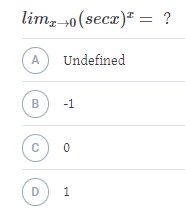 lim_{x→0}(secx)^x = ?
A Undefined
B -1
C 0
D 1